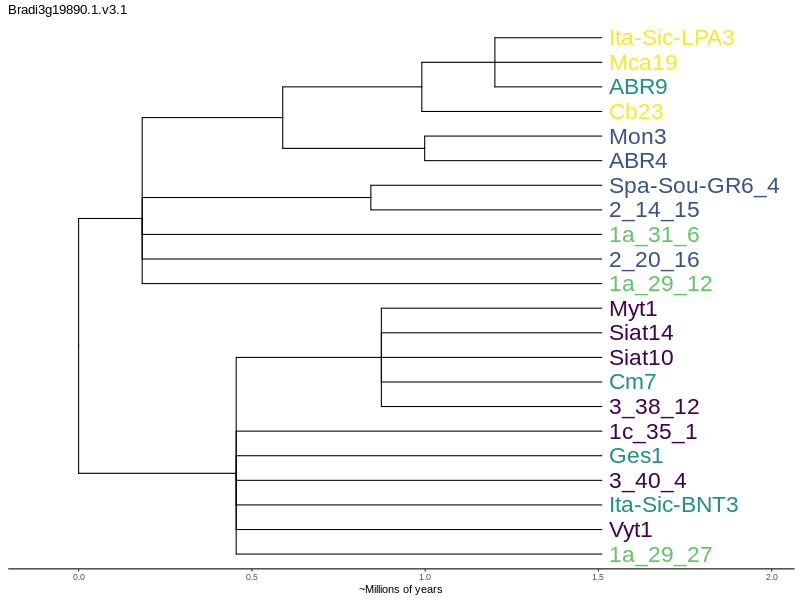 Bradi3g19890.1.v3.1
Ita-Sic-LPA3
Mca19
ABR9
Cb23
Mon3
ABR4
Spa-Sou-GR6_4
2_14_15
1a_31_6
2_20_16
1a_29_12
Myt1
Siat14
Siat10
Cm7
3_38_12
1c_35_1
Ges1
3_40_4
Ita-Sic-BNT3
Vyt1
1a_29_27
0.0 0.5 1.0 1.5 2.0
~Millions of years